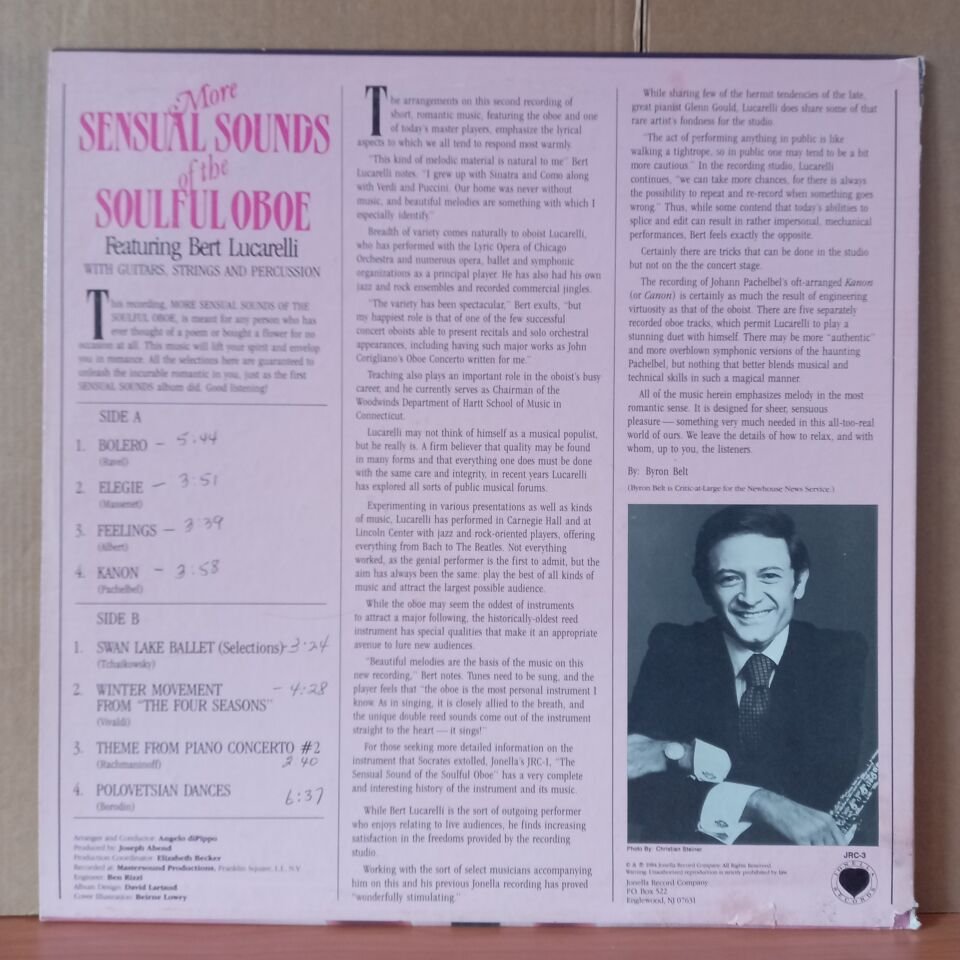 More
SENSUAL SOUNDS
of the
SOULFUL OBOE
Featuring Bert Lucarelli
WITH GUITARS, STRINGS AND PERCUSSION
This recording, MORE SENSUAL SOUNDS OF THE
SOULFUL OBOE, is meant for any person who has
ever thought of a poem or bought a flower for no
occasion at all. This music will lift your spirit and envelop
you in romance. All the selections here are guaranteed to
unleash the incurable romantic in you, just as the first
SENSUAL SOUNDS album did. Good listening!
SIDE A
1. BOLERO - 5:44
(Ravel)
2. ELEGIE - 3:51
(Massenet)
3. FEELINGS - 3:39
(Albert)
4. KANON - 3:58
(Pachelbel)
SIDE B
1. SWAN LAKE BALLET (Selections) - 3:24
(Tchaikowsky)
2. WINTER MOVEMENT - 4:28
FROM "THE FOUR SEASONS"
(Vivaldi)
3. THEME FROM PIANO CONCERTO #2
(Rachmaninoff) 2 40
4. POLOVETSIAN DANCES 6:37
(Borodin)
Arranger and Conductor: Angelo diPippo
Produced by: Joseph Abend
Production Coordinator: Elizabeth Becker
Recorded at: Mastersound Productions, Franklin Square, L.I., N.Y.
Engineer: Ben Rizzi
Album Design: David Lartaud
Cover Illustration: Beirne Lowry
The arrangements on this second recording of
short, romantic music, featuring the oboe and one
of today's master players, emphasize the lyrical
aspects to which we all tend to respond most warmly.
"This kind of melodic material is natural to me" Bert
Lucarelli notes. "I grew up with Sinatra and Como along
with Verdi and Puccini. Our home was never without
music, and beautiful melodies are something with which I
especially identify."
Breadth of variety comes naturally to oboist Lucarelli,
who has performed with the Lyric Opera of Chicago
Orchestra and numerous opera, ballet and symphonic
organizations as a principal player. He has also had his own
jazz and rock ensembles and recorded commercial jingles.
"The variety has been spectacular," Bert exults, "but
my happiest role is that of one of the few successful
concert oboists able to present recitals and solo orchestral
appearances, including having such major works as John
Corigliano's Oboe Concerto written for me."
Teaching also plays an important role in the oboist's busy
career, and he currently serves as Chairman of the
Woodwinds Department of Hartt School of Music in
Connecticut.
Lucarelli may not think of himself as a musical populist,
but he really is. A firm believer that quality may be found
in many forms and that everything one does must be done
with the same care and integrity, in recent years Lucarelli
has explored all sorts of public musical forums.
Experimenting in various presentations as well as kinds
of music, Lucarelli has performed in Carnegie Hall and at
Lincoln Center with jazz and rock-oriented players, offering
everything from Bach to The Beatles. Not everything
worked, as the genial performer is the first to admit, but the
aim has always been the same: play the best of all kinds of
music and attract the largest possible audience.
While the oboe may seem the oddest of instruments
to attract a major following, the historically-oldest reed
instrument has special qualities that make it an appropriate
avenue to lure new audiences.
"Beautiful melodies are the basis of the music on this
new recording," Bert notes. Tunes need to be sung, and the
player feels that "the oboe is the most personal instrument I
know. As in singing, it is closely allied to the breath, and
the unique double reed sounds come out of the instrument
straight to the heart — it sings!"
For those seeking more detailed information on the
instrument that Socrates extolled, Jonella's JRC-1, "The
Sensual Sound of the Soulful Oboe" has a very complete
and interesting history of the instrument and its music.
While Bert Lucarelli is the sort of outgoing performer
who enjoys relating to live audiences, he finds increasing
satisfaction in the freedoms provided by the recording
studio.
Working with the sort of select musicians accompanying
him on this and his previous Jonella recording has proved
"wonderfully stimulating."
While sharing few of the hermit tendencies of the late,
great pianist Glenn Gould, Lucarelli does share some of that
rare artist's fondness for the studio.
"The act of performing anything in public is like
walking a tightrope, so in public one may tend to be a bit
more cautious." In the recording studio, Lucarelli
continues, "we can take more chances, for there is always
the possibility to repeat and re-record when something goes
wrong." Thus, while some contend that today's abilities to
splice and edit can result in rather impersonal, mechanical
performances, Bert feels exactly the opposite.
Certainly there are tricks that can be done in the studio
but not on the the concert stage.
The recording of Johann Pachelbel's oft-arranged Kanon
(or Canon) is certainly as much the result of engineering
virtuosity as that of the oboist. There are five separately
recorded oboe tracks, which permit Lucarelli to play a
stunning duet with himself. There may be more "authentic"
and more overblown symphonic versions of the haunting
Pachelbel, but nothing that better blends musical and
technical skills in such a magical manner.
All of the music herein emphasizes melody in the most
romantic sense. It is designed for sheer, sensuous
pleasure — something very much needed in this all-too-real
world of ours. We leave the details of how to relax, and with
whom, up to you, the listeners.
By: Byron Belt
(Byron Belt is Critic-at-Large for the Newhouse News Service.)
Photo By: Christian Steiner
© & ℗ 1984 Jonella Record Company. All Rights Reserved.
Warning: Unauthorized reproduction is strictly prohibited by law.
Jonella Record Company
P.O. Box 522
Englewood, NJ 07631
JRC-3
JONELLA
RECORDS